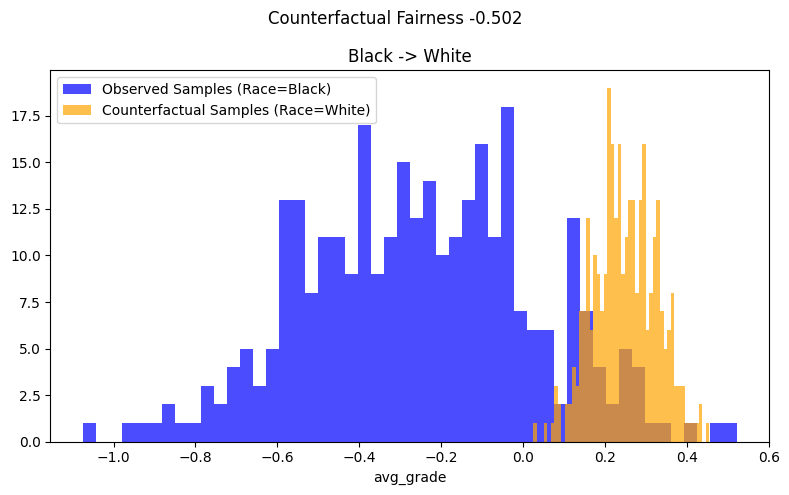 Counterfactual Fairness -0.502
Black -> White
Observed Samples (Race=Black)
Counterfactual Samples (Race=White)
17.5
15.0
12.5
10.0
7.5
5.0
2.5
0.0
−1.0 −0.8 −0.6 −0.4 −0.2 0.0 0.2 0.4 0.6
avg_grade